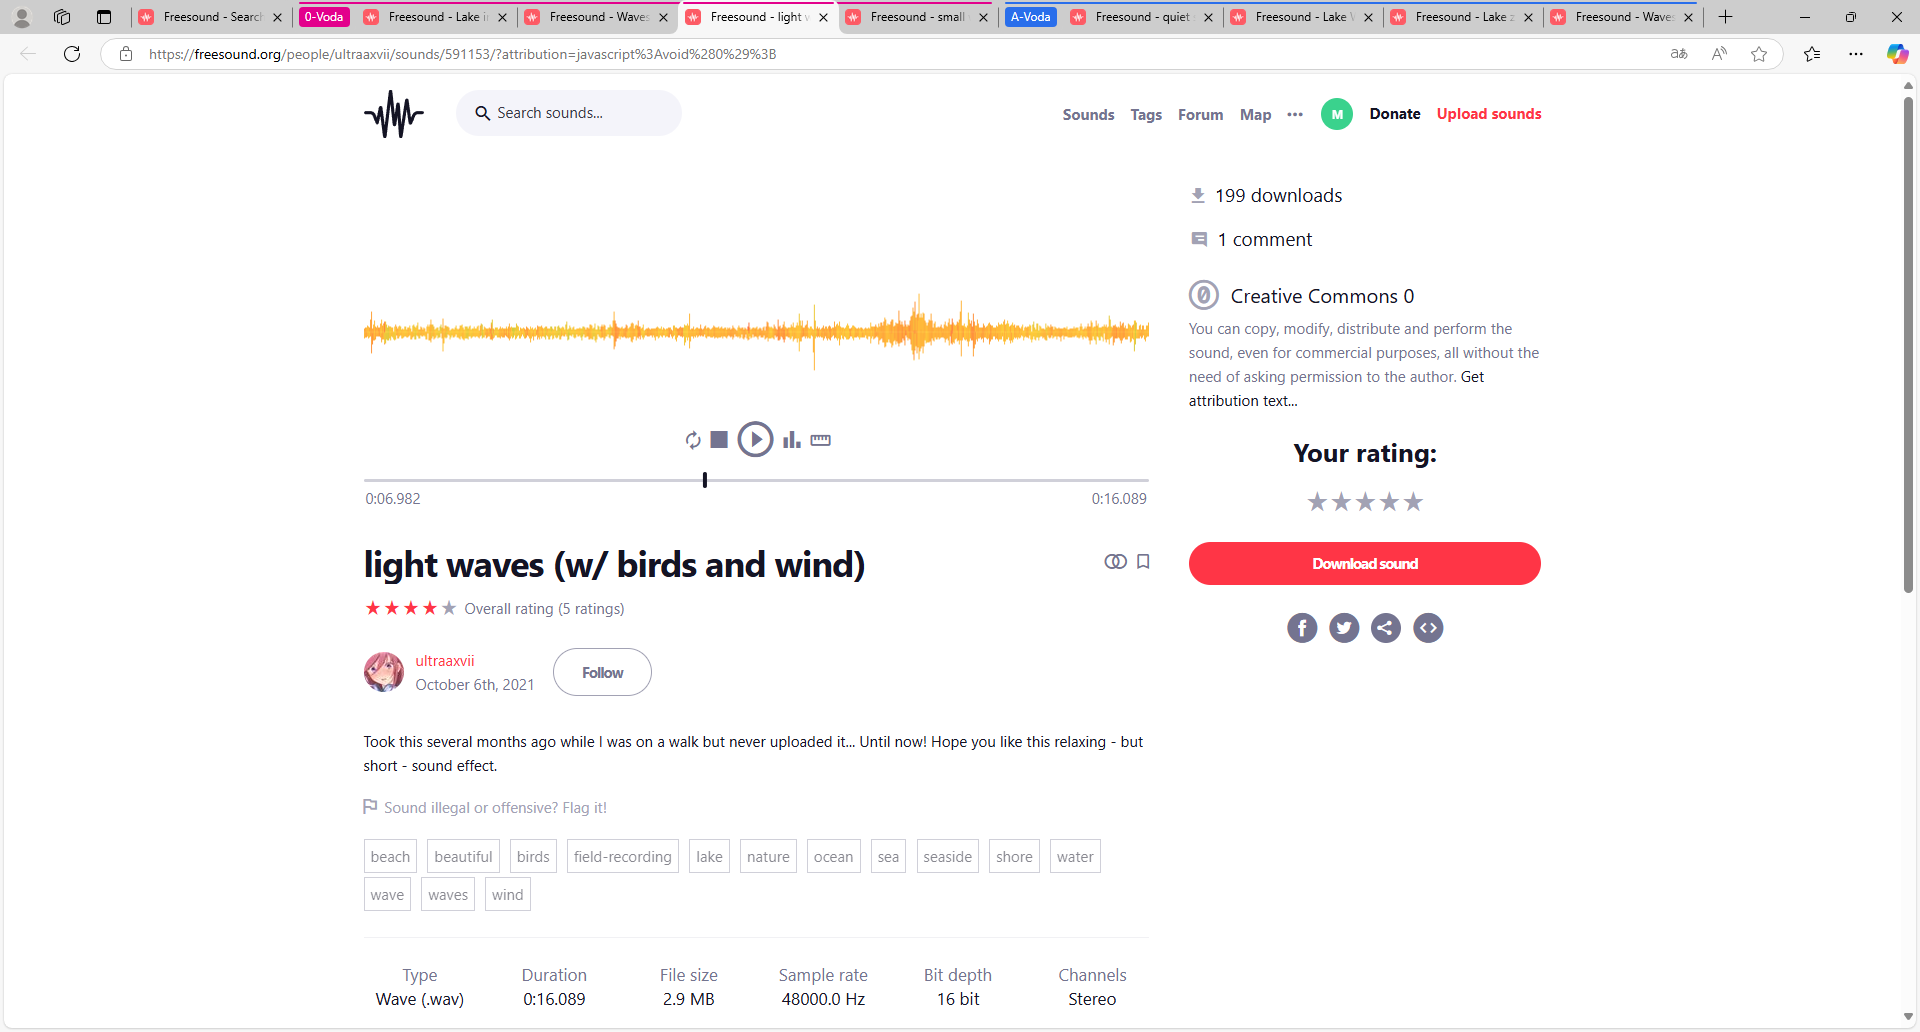 Freesound - Search
0-Voda
Freesound - Lake i
Freesound - Waves
Freesound - light w
Freesound - small
A-Voda
Freesound - quiet
Freesound - Lake W
Freesound - Lake z
Freesound - Waves
https://freesound.org/people/ultraaxvii/sounds/591153/?attribution=javascript%3Avoid%280%29%3B
Search sounds...
Sounds
Tags
Forum
Map
M
Donate
Upload sounds
199 downloads
1 comment
Creative Commons 0
You can copy, modify, distribute and perform the
sound, even for commercial purposes, all without the
need of asking permission to the author. Get
attribution text...
Your rating:
Download sound
0:06.982
0:16.089
light waves (w/ birds and wind)
Overall rating (5 ratings)
ultraaxvii
October 6th, 2021
Follow
Took this several months ago while I was on a walk but never uploaded it... Until now! Hope you like this relaxing - but
short - sound effect.
Sound illegal or offensive? Flag it!
beach beautiful birds field-recording lake nature ocean sea seaside shore water
wave waves wind
Type Duration File size Sample rate Bit depth Channels
Wave (.wav) 0:16.089 2.9 MB 48000.0 Hz 16 bit Stereo